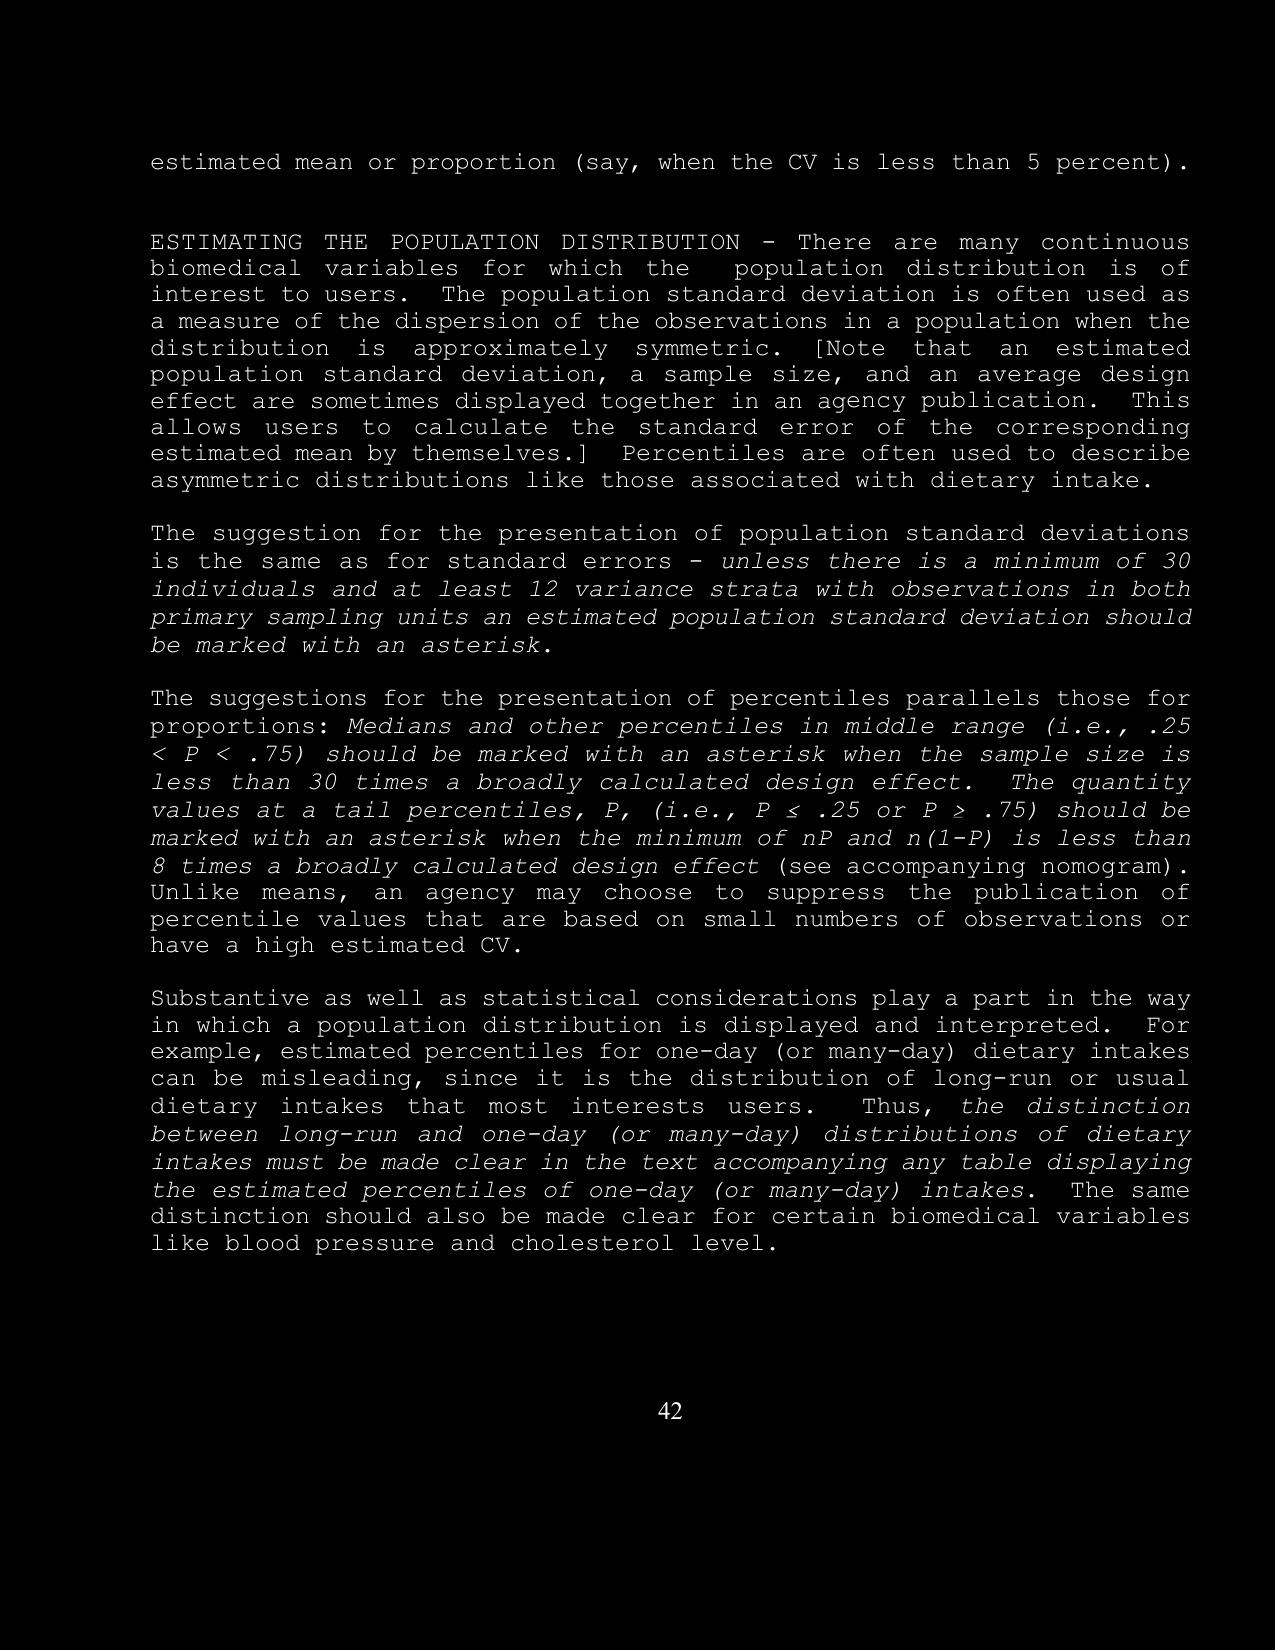 estimated mean or proportion (say, when the CV is less than 5 percent).
ESTIMATING THE POPULATION DISTRIBUTION - There are many continuous
biomedical variables for which the population distribution is of
interest to users. The population standard deviation is often used as
a measure of the dispersion of the observations in a population when the
distribution is approximately symmetric. [Note that an estimated
population standard deviation, a sample size, and an average design
effect are sometimes displayed together in an agency publication. This
allows users to calculate the standard error of the corresponding
estimated mean by themselves.] Percentiles are often used to describe
asymmetric distributions like those associated with dietary intake.
The suggestion for the presentation of population standard deviations
is the same as for standard errors - unless there is a minimum of 30
individuals and at least 12 variance strata with observations in both
primary sampling units an estimated population standard deviation should
be marked with an asterisk.
The suggestions for the presentation of percentiles parallels those for
proportions: Medians and other percentiles in middle range (i.e., .25
< P < .75) should be marked with an asterisk when the sample size is
less than 30 times a broadly calculated design effect. The quantity
values at a tail percentiles, P, (i.e., P ≤ .25 or P ≥ .75) should be
marked with an asterisk when the minimum of nP and n(1-P) is less than
8 times a broadly calculated design effect (see accompanying nomogram).
Unlike means, an agency may choose to suppress the publication of
percentile values that are based on small numbers of observations or
have a high estimated CV.
Substantive as well as statistical considerations play a part in the way
in which a population distribution is displayed and interpreted. For
example, estimated percentiles for one-day (or many-day) dietary intakes
can be misleading, since it is the distribution of long-run or usual
dietary intakes that most interests users. Thus, the distinction
between long-run and one-day (or many-day) distributions of dietary
intakes must be made clear in the text accompanying any table displaying
the estimated percentiles of one-day (or many-day) intakes. The same
distinction should also be made clear for certain biomedical variables
like blood pressure and cholesterol level.
42